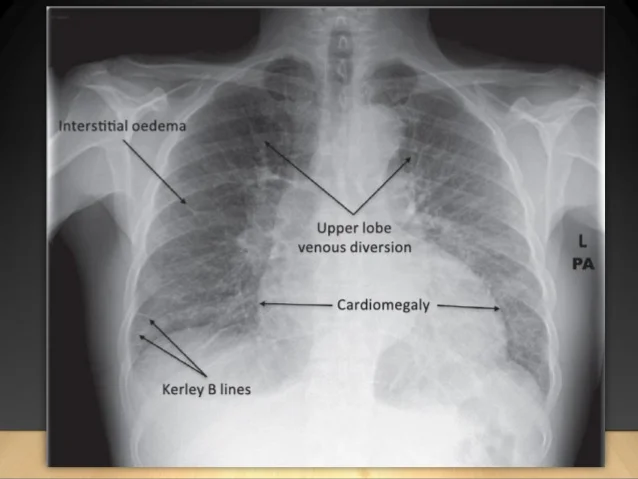 Interstitial oedema
Upper lobe
venous diversion
L
PA
Cardiomegaly
Kerley B lines